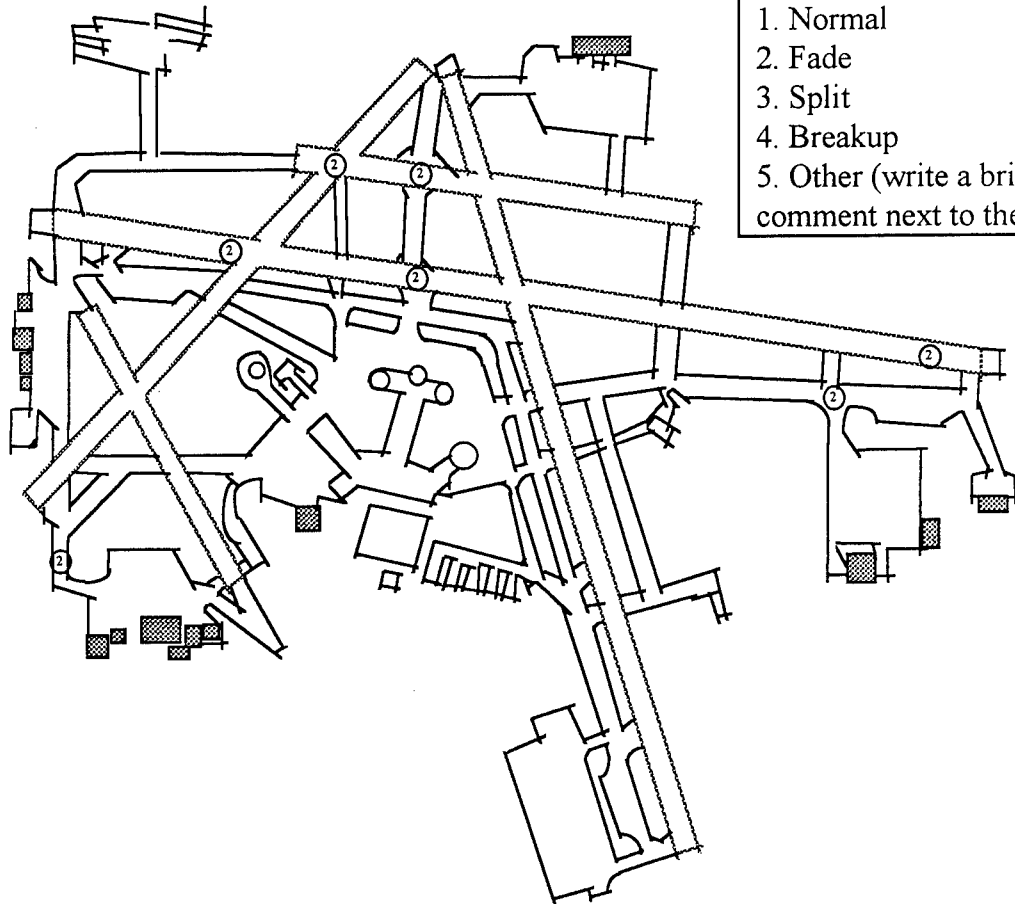 1. Normal
2. Fade
3. Split
4. Breakup
5. Other (write a bri
comment next to the
2
2
2
2
2
2
2